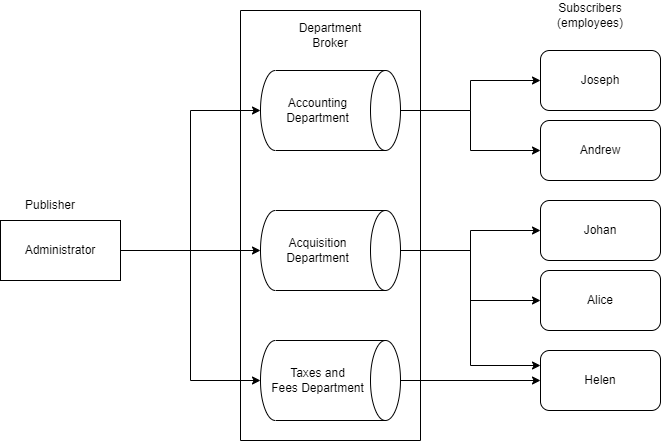 Subscribers
(employees)
Department
Broker
Joseph
Accounting
Department
Andrew
Publisher
Administrator
Acquisition
Department
Johan
Alice
Taxes and
Fees Department
Helen